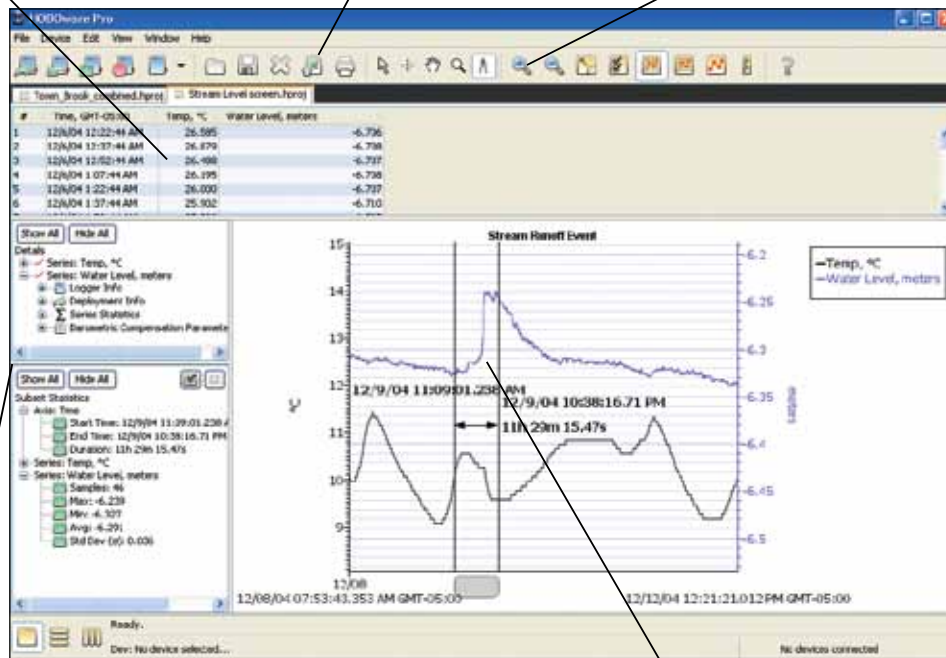 HOBOware Pro
File Device Edit View Window Help
Town_Brook_combined.hproj Stream Level screen.hproj
# Time, GMT-05:00 Temp, °C Water Level, meters
1 12/6/04 12:22:44 AM 26.585 -6.736
2 12/6/04 12:37:44 AM 26.879 -6.738
3 12/6/04 12:52:44 AM 26.488 -6.737
4 12/6/04 1:07:44 AM 26.195 -6.738
5 12/6/04 1:22:44 AM 26.000 -6.737
6 12/6/04 1:37:44 AM 25.902 -6.710
Show All Hide All
Details
Series: Temp, °C
Series: Water Level, meters
Logger Info
Deployment Info
Σ Series Statistics
Barometric Compensation Paramete
Show All Hide All
Subset Statistics
Axis: Time
Start Time: 12/9/04 11:09:01.238 A
End Time: 12/9/04 10:38:16.71 PM
Duration: 11h 29m 15.47s
Series: Temp, °C
Series: Water Level, meters
Samples: 46
Max: -6.239
Min: -6.327
Avg: -6.291
Std Dev (σ): 0.036
Stream Runoff Event
15
14
13
12
11
10
9
°C
-6.2
-6.25
-6.3
-6.35
-6.4
-6.45
-6.5
meters
12/9/04 11:09:01.238 AM
12/9/04 10:38:16.71 PM
11h 29m 15.47s
Temp, °C
Water Level, meters
12/08
12/08/04 07:53:43.353 AM GMT-05:00
12/12/04 12:21:21.012 PM GMT-05:00
Ready.
Dev: No device selected...
No devices connected